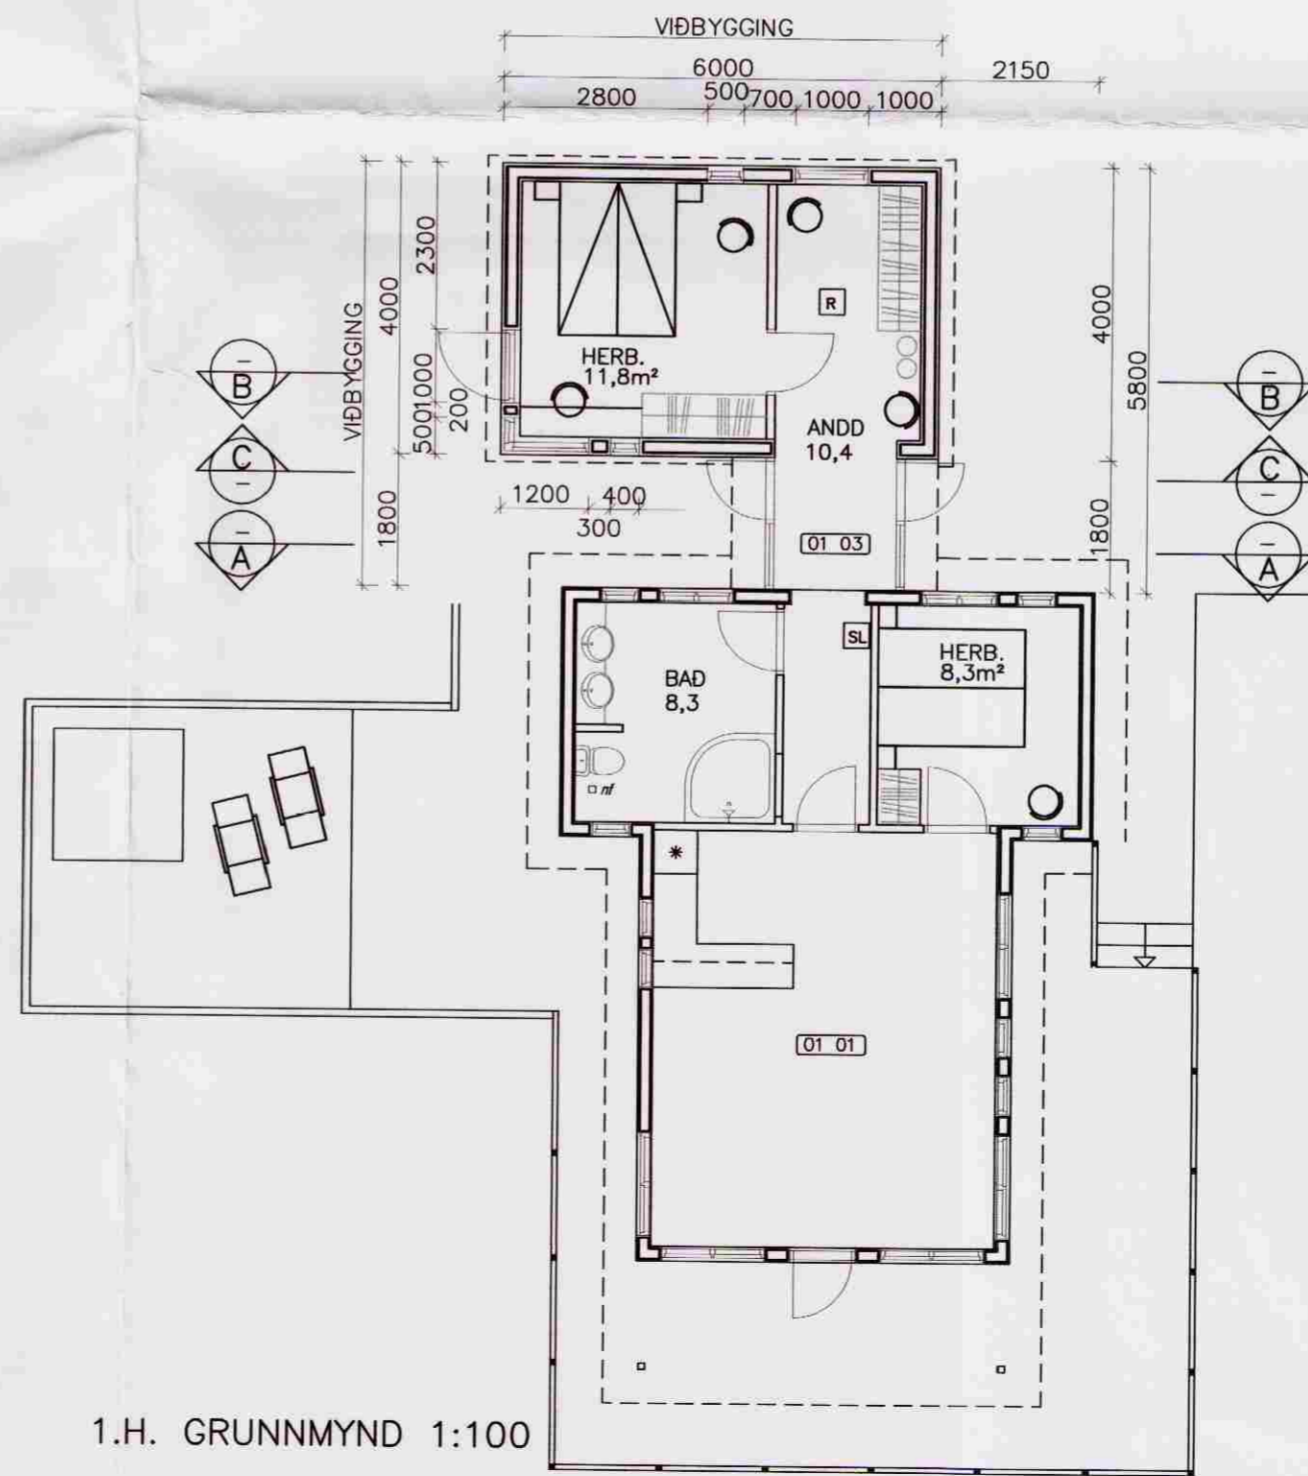 VIÐBYGGING
6000
2150
2800
500
700
1000
1000
VIÐBYGGING
4000
2300
1000
500
200
1800
4000
5800
1800
R
HERB.
11,8m²
ANDD
10,4
B
C
A
B
C
A
1200
400
300
01 03
SL
HERB.
8,3m²
BAÐ
8,3
nf
*
01 01
1.H. GRUNNMYND 1:100